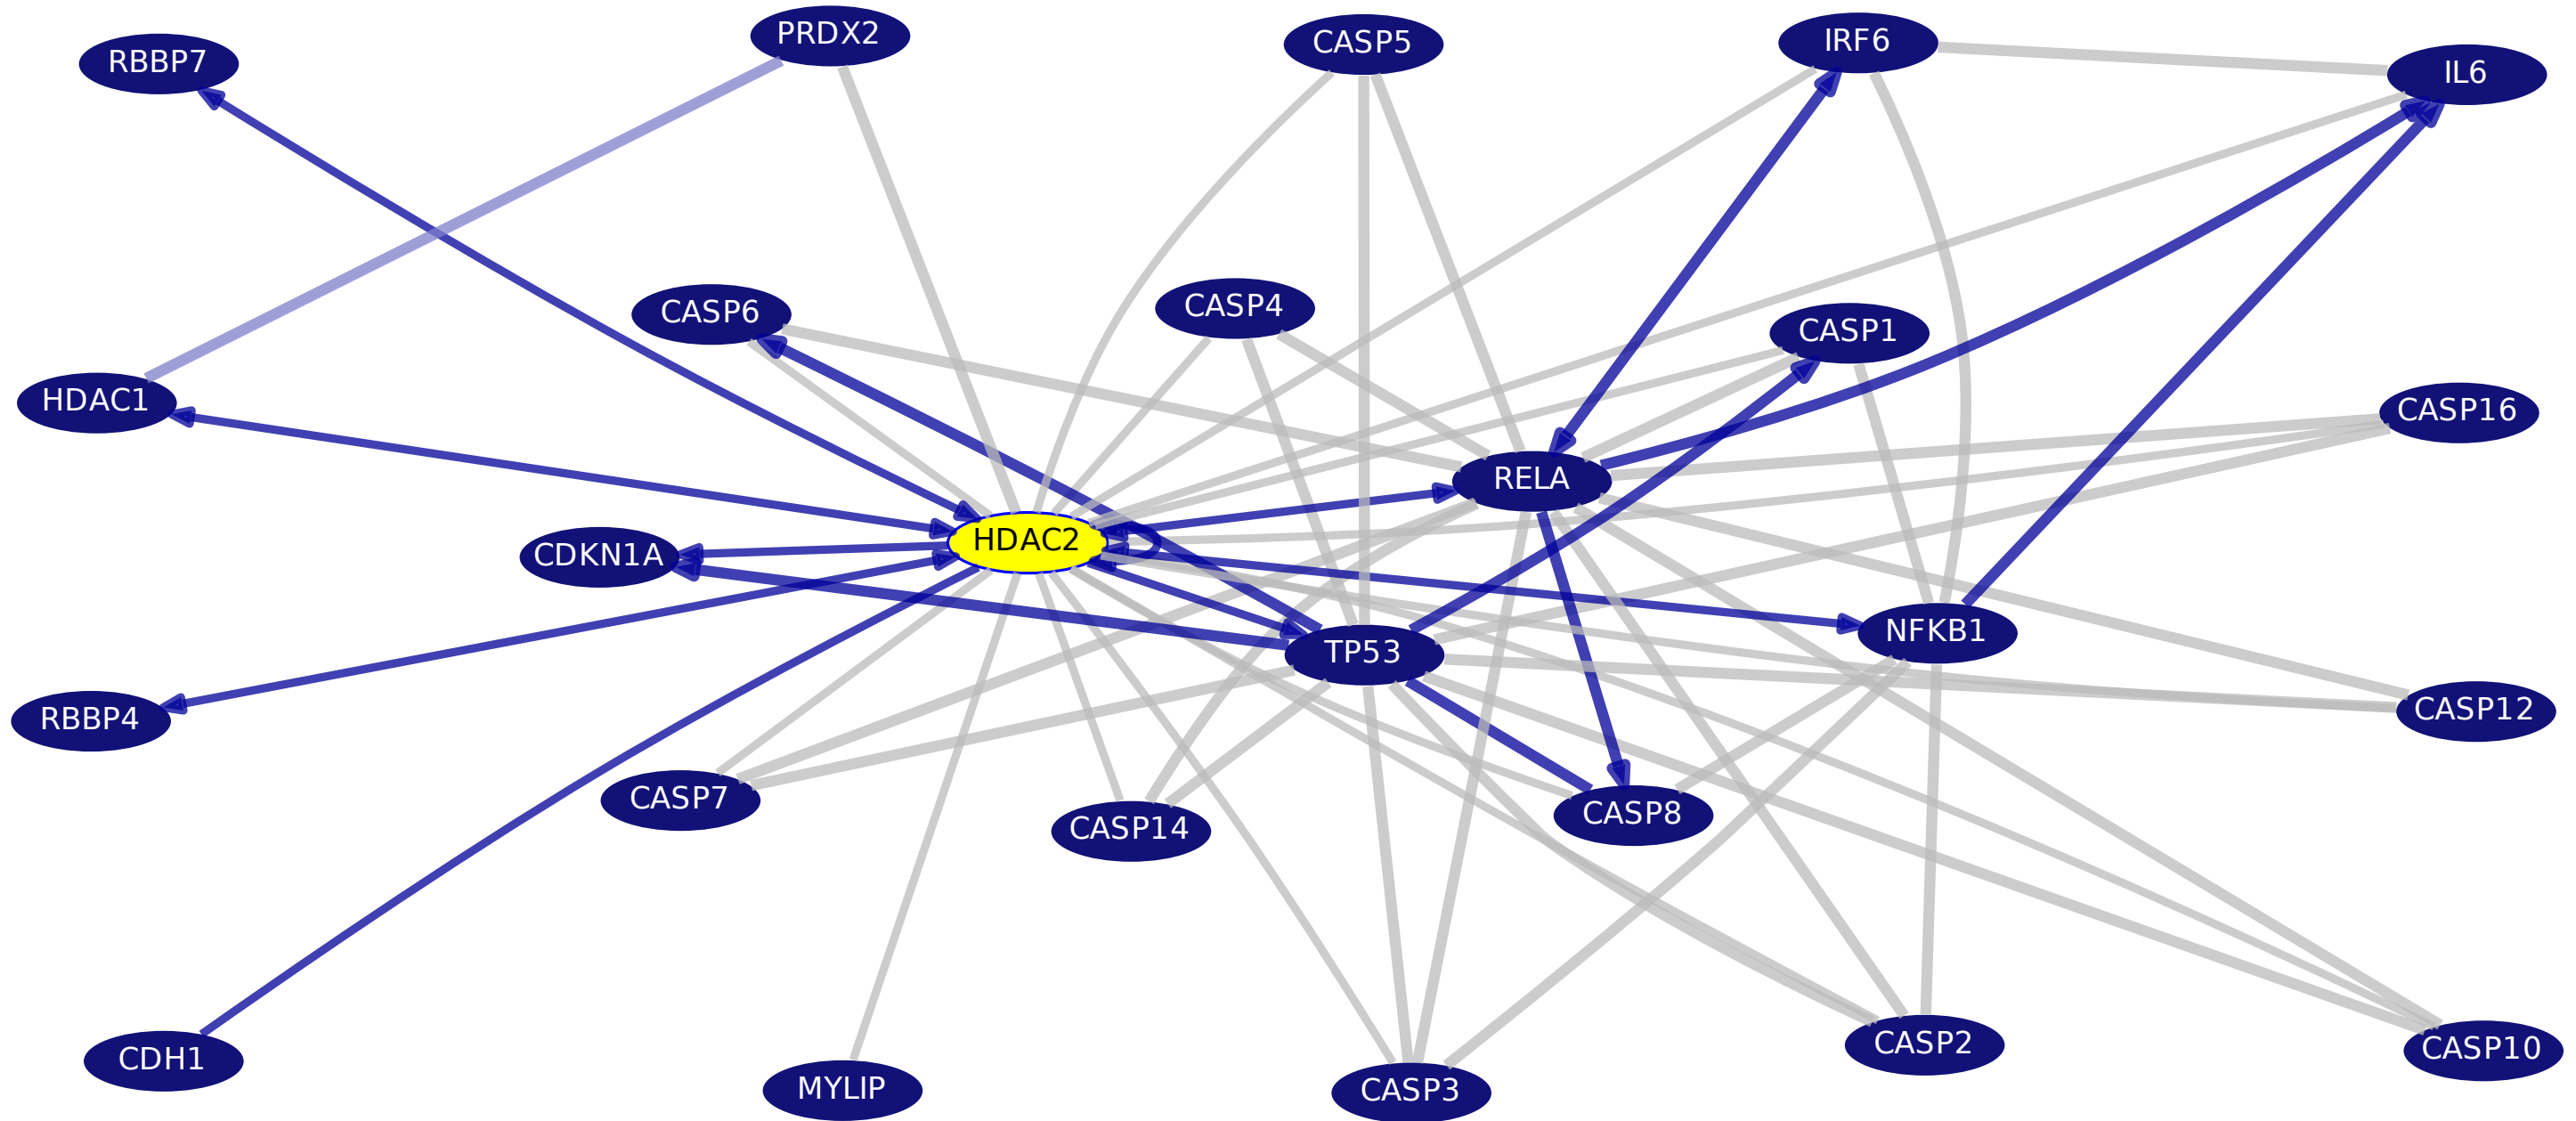 PRDX2
IRF6
CASP5
RBBP7
IL6
CASP4
CASP6
CASP1
HDAC1
CASP16
RELA
HDAC2
CDKN1A
NFKB1
TP53
RBBP4
CASP12
CASP7
CASP8
CASP14
CASP2
CASP10
CDH1
MYLIP
CASP3